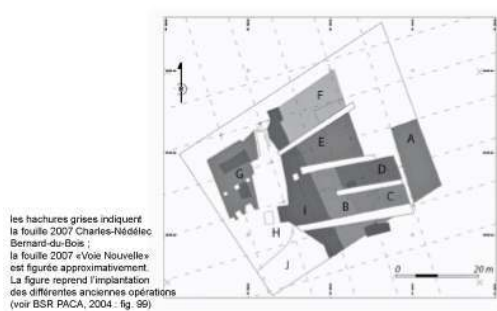 F
E
A
D
G
C
B
I
H
J
les hachures grises indiquent
la fouille 2007 Charles-Nédélec
Bernard-du-Bois ;
la fouille 2007 «Voie Nouvelle»
est figurée approximativement.
La figure reprend l'implantation
des différentes anciennes opérations
(voir BSR PACA, 2004 : fig. 99)
0 20 m